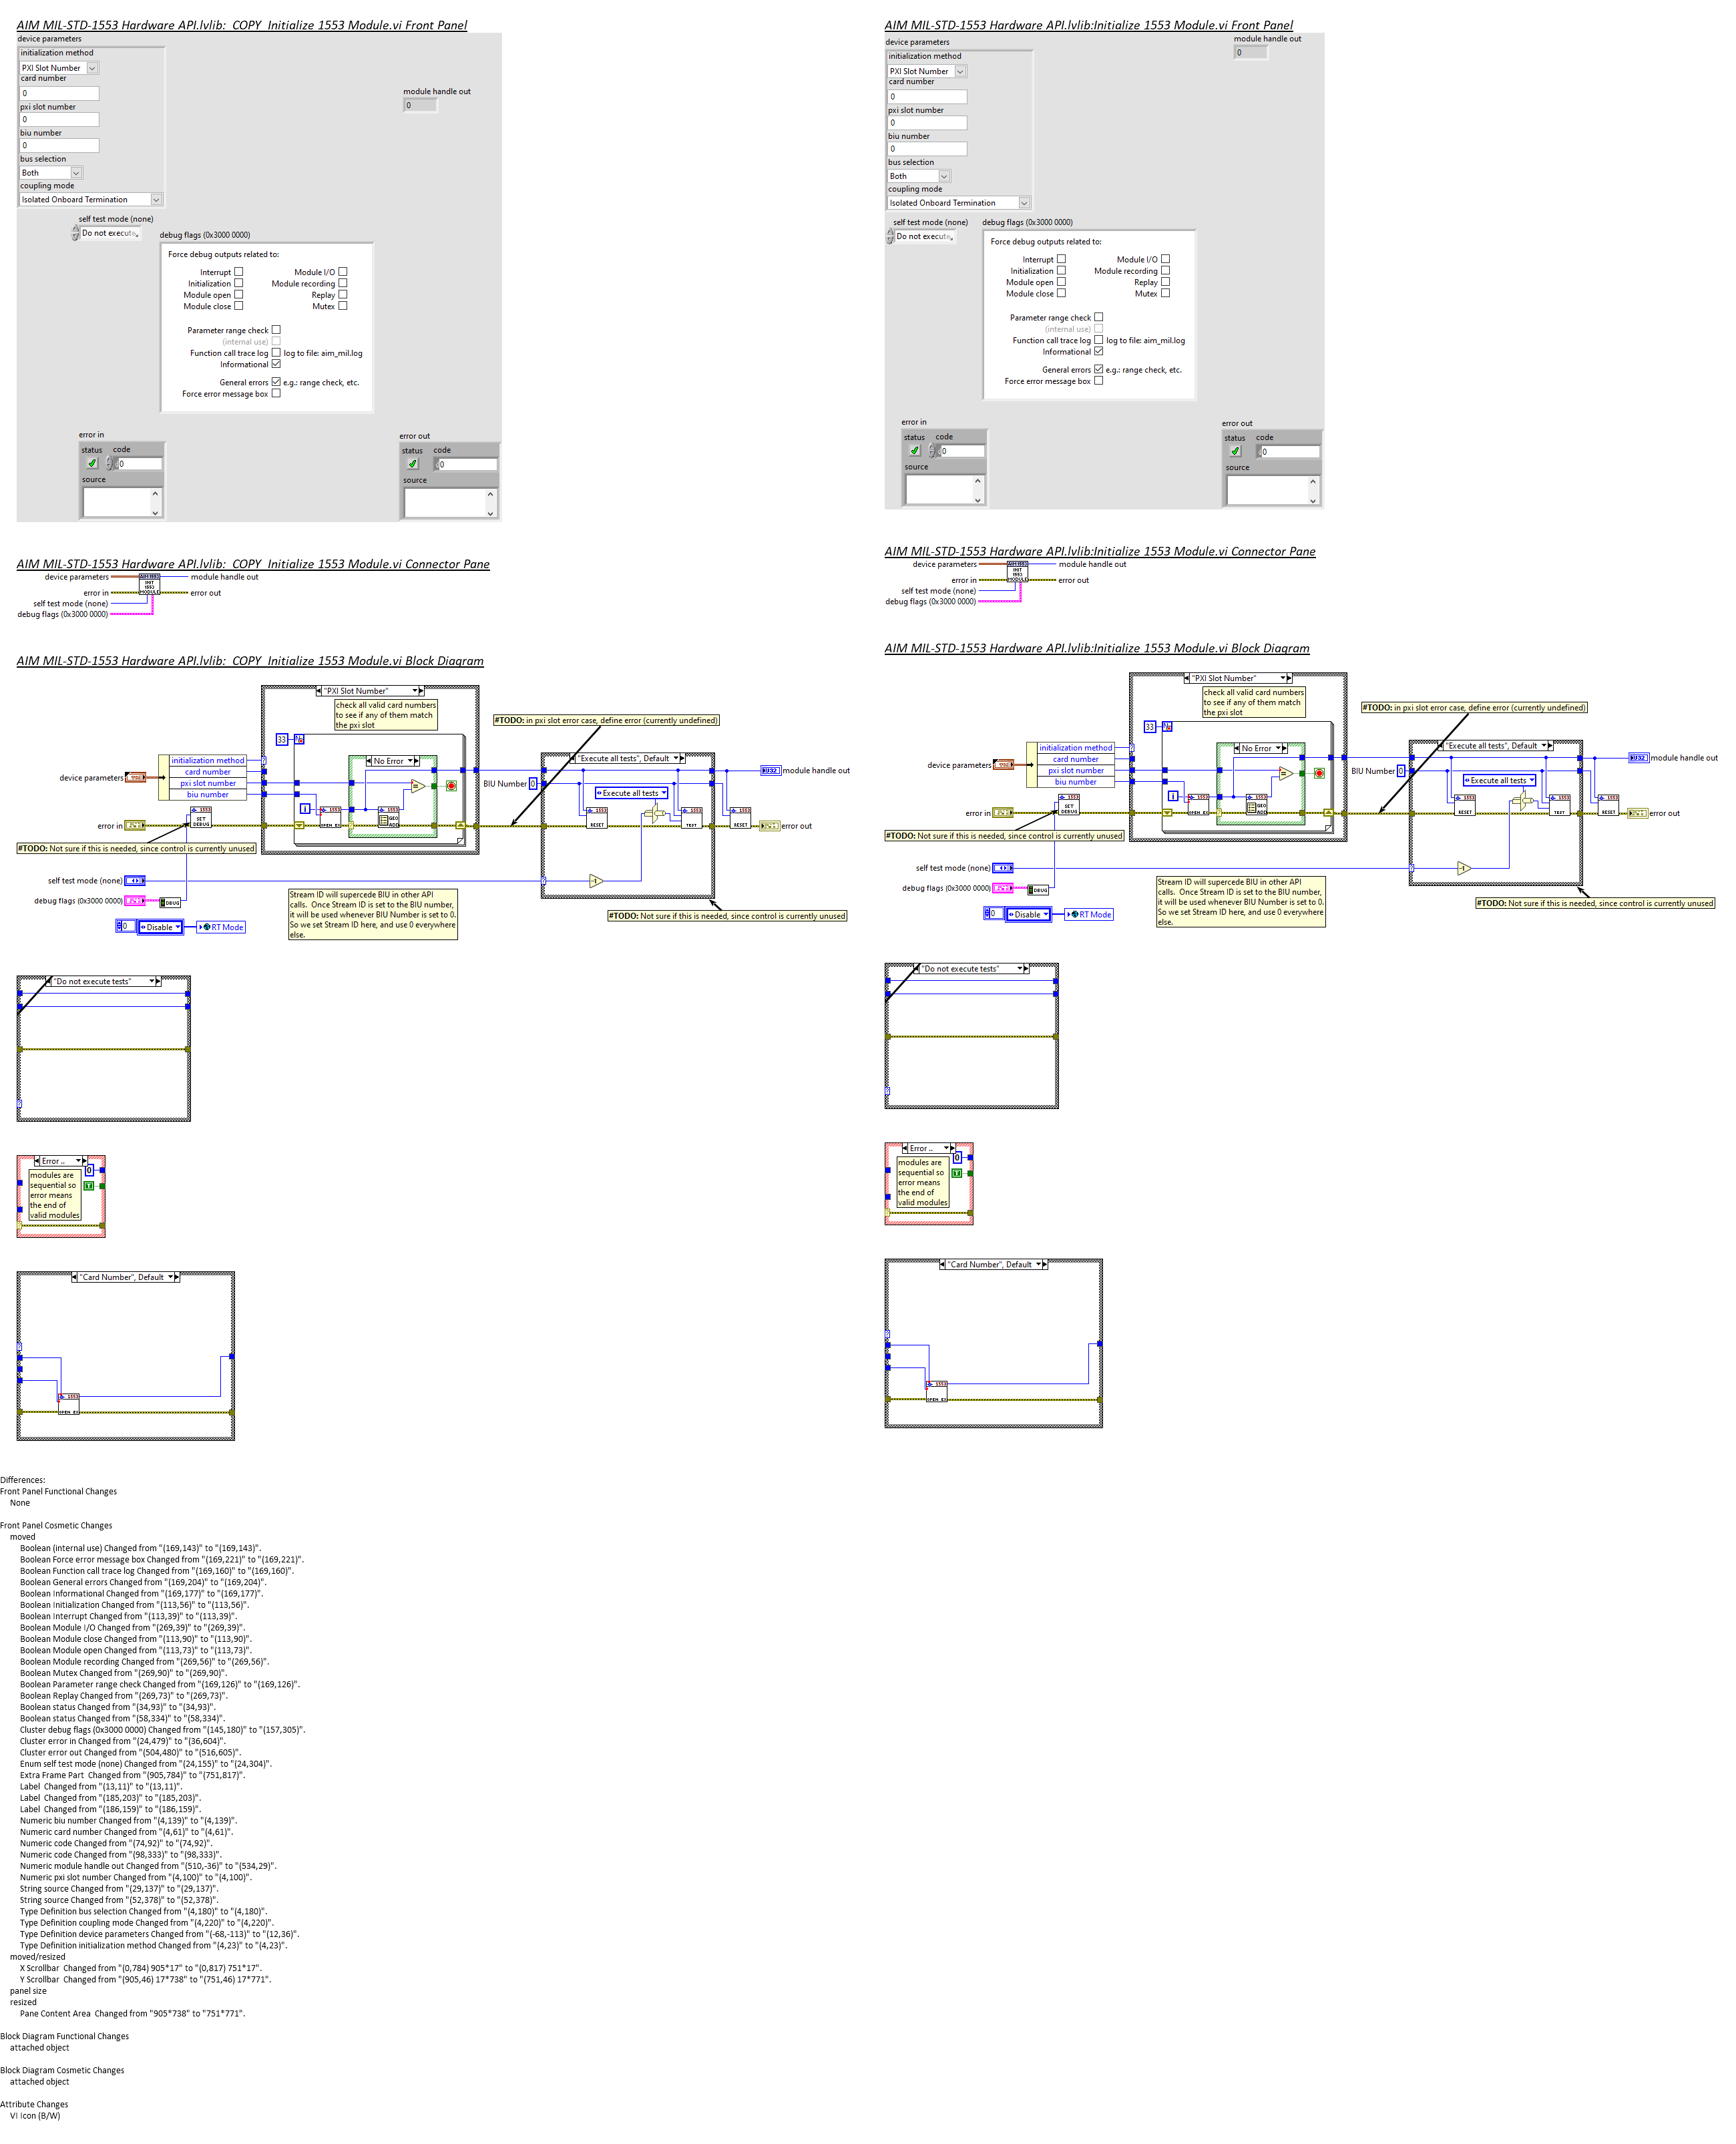 AIM MIL-STD-1553 Hardware API.lvlib:  COPY  Initialize 1553 Module.vi Front Panel
device parameters
initialization method
PXI Slot Number
card number
0
pxi slot number
0
biu number
0
bus selection
Both
coupling mode
Isolated Onboard Termination
module handle out
0
self test mode (none)
Do not execute
debug flags (0x3000 0000)
Force debug outputs related to:
Interrupt Module I/O
Initialization Module recording
Module open Replay
Module close Mutex
Parameter range check
(internal use)
Function call trace log log to file: aim_mil.log
Informational
General errors e.g.: range check, etc.
Force error message box
error in
status code
0
source
error out
status code
0
source
AIM MIL-STD-1553 Hardware API.lvlib:  COPY  Initialize 1553 Module.vi Connector Pane
device parameters AIM 1553 INIT 1553 MODULE module handle out
error in error out
self test mode (none)
debug flags (0x3000 0000)
AIM MIL-STD-1553 Hardware API.lvlib:  COPY  Initialize 1553 Module.vi Block Diagram
"PXI Slot Number"
check all valid card numbers
to see if any of them match
the pxi slot
#TODO: in pxi slot error case, define error (currently undefined)
33
No Error
"Execute all tests", Default
initialization method
card number
pxi slot number
biu number
device parameters
BIU Number 0
Execute all tests
U32 module handle out
i
1553 SET DEBUG
1553 OPEN EX
1553 GEO ADD
1553 RESET
1553 TEST
1553 RESET
error in
error out
#TODO: Not sure if this is needed, since control is currently unused
self test mode (none)
-1
debug flags (0x3000 0000)
DEBUG
0 Disable RT Mode
Stream ID will supercede BIU in other API
calls.  Once Stream ID is set to the BIU number,
it will be used whenever BIU Number is set to 0.
So we set Stream ID here, and use 0 everywhere
else.
#TODO: Not sure if this is needed, since control is currently unused
"Do not execute tests"
Error ..
modules are
sequential so
error means
the end of
valid modules
0
T
"Card Number", Default
1553 OPEN EX
AIM MIL-STD-1553 Hardware API.lvlib:Initialize 1553 Module.vi Front Panel
device parameters
initialization method
PXI Slot Number
card number
0
pxi slot number
0
biu number
0
bus selection
Both
coupling mode
Isolated Onboard Termination
module handle out
0
self test mode (none)
Do not execute
debug flags (0x3000 0000)
Force debug outputs related to:
Interrupt Module I/O
Initialization Module recording
Module open Replay
Module close Mutex
Parameter range check
(internal use)
Function call trace log log to file: aim_mil.log
Informational
General errors e.g.: range check, etc.
Force error message box
error in
status code
0
source
error out
status code
0
source
AIM MIL-STD-1553 Hardware API.lvlib:Initialize 1553 Module.vi Connector Pane
device parameters AIM 1553 INIT 1553 MODULE module handle out
error in error out
self test mode (none)
debug flags (0x3000 0000)
AIM MIL-STD-1553 Hardware API.lvlib:Initialize 1553 Module.vi Block Diagram
"PXI Slot Number"
check all valid card numbers
to see if any of them match
the pxi slot
#TODO: in pxi slot error case, define error (currently undefined)
33
No Error
"Execute all tests", Default
initialization method
card number
pxi slot number
biu number
device parameters
BIU Number 0
Execute all tests
U32 module handle out
i
1553 SET DEBUG
1553 OPEN EX
1553 GEO ADD
1553 RESET
1553 TEST
1553 RESET
error in
error out
#TODO: Not sure if this is needed, since control is currently unused
self test mode (none)
-1
debug flags (0x3000 0000)
DEBUG
0 Disable RT Mode
Stream ID will supercede BIU in other API
calls.  Once Stream ID is set to the BIU number,
it will be used whenever BIU Number is set to 0.
So we set Stream ID here, and use 0 everywhere
else.
#TODO: Not sure if this is needed, since control is currently unused
"Do not execute tests"
Error ..
modules are
sequential so
error means
the end of
valid modules
0
T
"Card Number", Default
1553 OPEN EX
Differences:
Front Panel Functional Changes
None
Front Panel Cosmetic Changes
moved
Boolean (internal use) Changed from "(169,143)" to "(169,143)".
Boolean Force error message box Changed from "(169,221)" to "(169,221)".
Boolean Function call trace log Changed from "(169,160)" to "(169,160)".
Boolean General errors Changed from "(169,204)" to "(169,204)".
Boolean Informational Changed from "(169,177)" to "(169,177)".
Boolean Initialization Changed from "(113,56)" to "(113,56)".
Boolean Interrupt Changed from "(113,39)" to "(113,39)".
Boolean Module I/O Changed from "(269,39)" to "(269,39)".
Boolean Module close Changed from "(113,90)" to "(113,90)".
Boolean Module open Changed from "(113,73)" to "(113,73)".
Boolean Module recording Changed from "(269,56)" to "(269,56)".
Boolean Mutex Changed from "(269,90)" to "(269,90)".
Boolean Parameter range check Changed from "(169,126)" to "(169,126)".
Boolean Replay Changed from "(269,73)" to "(269,73)".
Boolean status Changed from "(34,93)" to "(34,93)".
Boolean status Changed from "(58,334)" to "(58,334)".
Cluster debug flags (0x3000 0000) Changed from "(145,180)" to "(157,305)".
Cluster error in Changed from "(24,479)" to "(36,604)".
Cluster error out Changed from "(504,480)" to "(516,605)".
Enum self test mode (none) Changed from "(24,155)" to "(24,304)".
Extra Frame Part  Changed from "(905,784)" to "(751,817)".
Label  Changed from "(13,11)" to "(13,11)".
Label  Changed from "(185,203)" to "(185,203)".
Label  Changed from "(186,159)" to "(186,159)".
Numeric biu number Changed from "(4,139)" to "(4,139)".
Numeric card number Changed from "(4,61)" to "(4,61)".
Numeric code Changed from "(74,92)" to "(74,92)".
Numeric code Changed from "(98,333)" to "(98,333)".
Numeric module handle out Changed from "(510,-36)" to "(534,29)".
Numeric pxi slot number Changed from "(4,100)" to "(4,100)".
String source Changed from "(29,137)" to "(29,137)".
String source Changed from "(52,378)" to "(52,378)".
Type Definition bus selection Changed from "(4,180)" to "(4,180)".
Type Definition coupling mode Changed from "(4,220)" to "(4,220)".
Type Definition device parameters Changed from "(-68,-113)" to "(12,36)".
Type Definition initialization method Changed from "(4,23)" to "(4,23)".
moved/resized
X Scrollbar  Changed from "(0,784) 905*17" to "(0,817) 751*17".
Y Scrollbar  Changed from "(905,46) 17*738" to "(751,46) 17*771".
panel size
resized
Pane Content Area  Changed from "905*738" to "751*771".
Block Diagram Functional Changes
attached object
Block Diagram Cosmetic Changes
attached object
Attribute Changes
VI Icon (B/W)